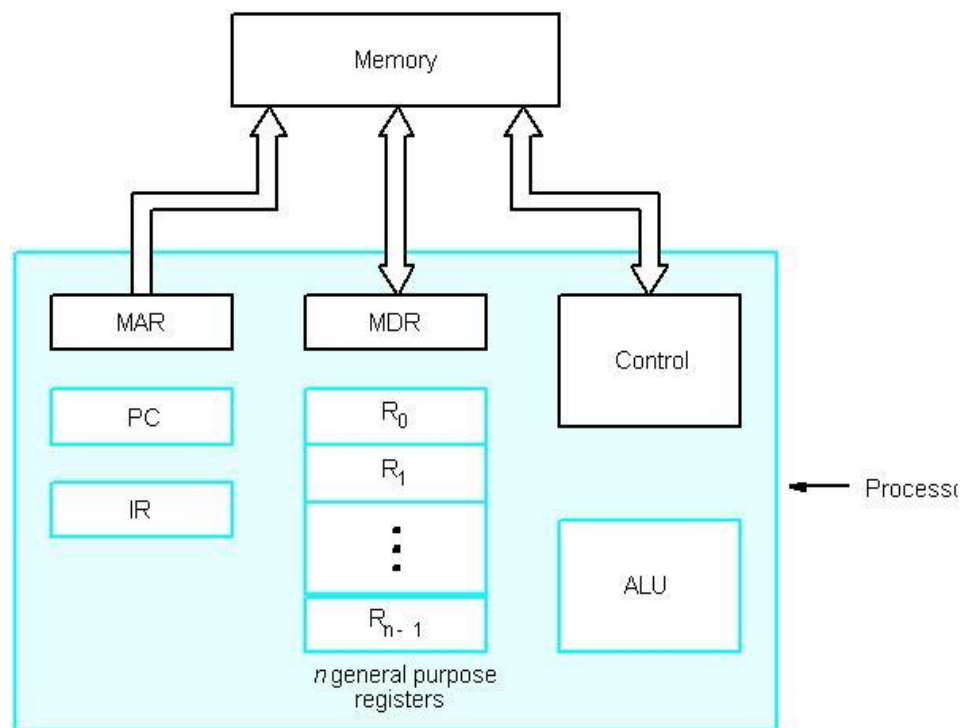 Memory
MAR
MDR
Control
PC
R0
R1
IR
Processo
ALU
Rn- 1
n general purpose
registers